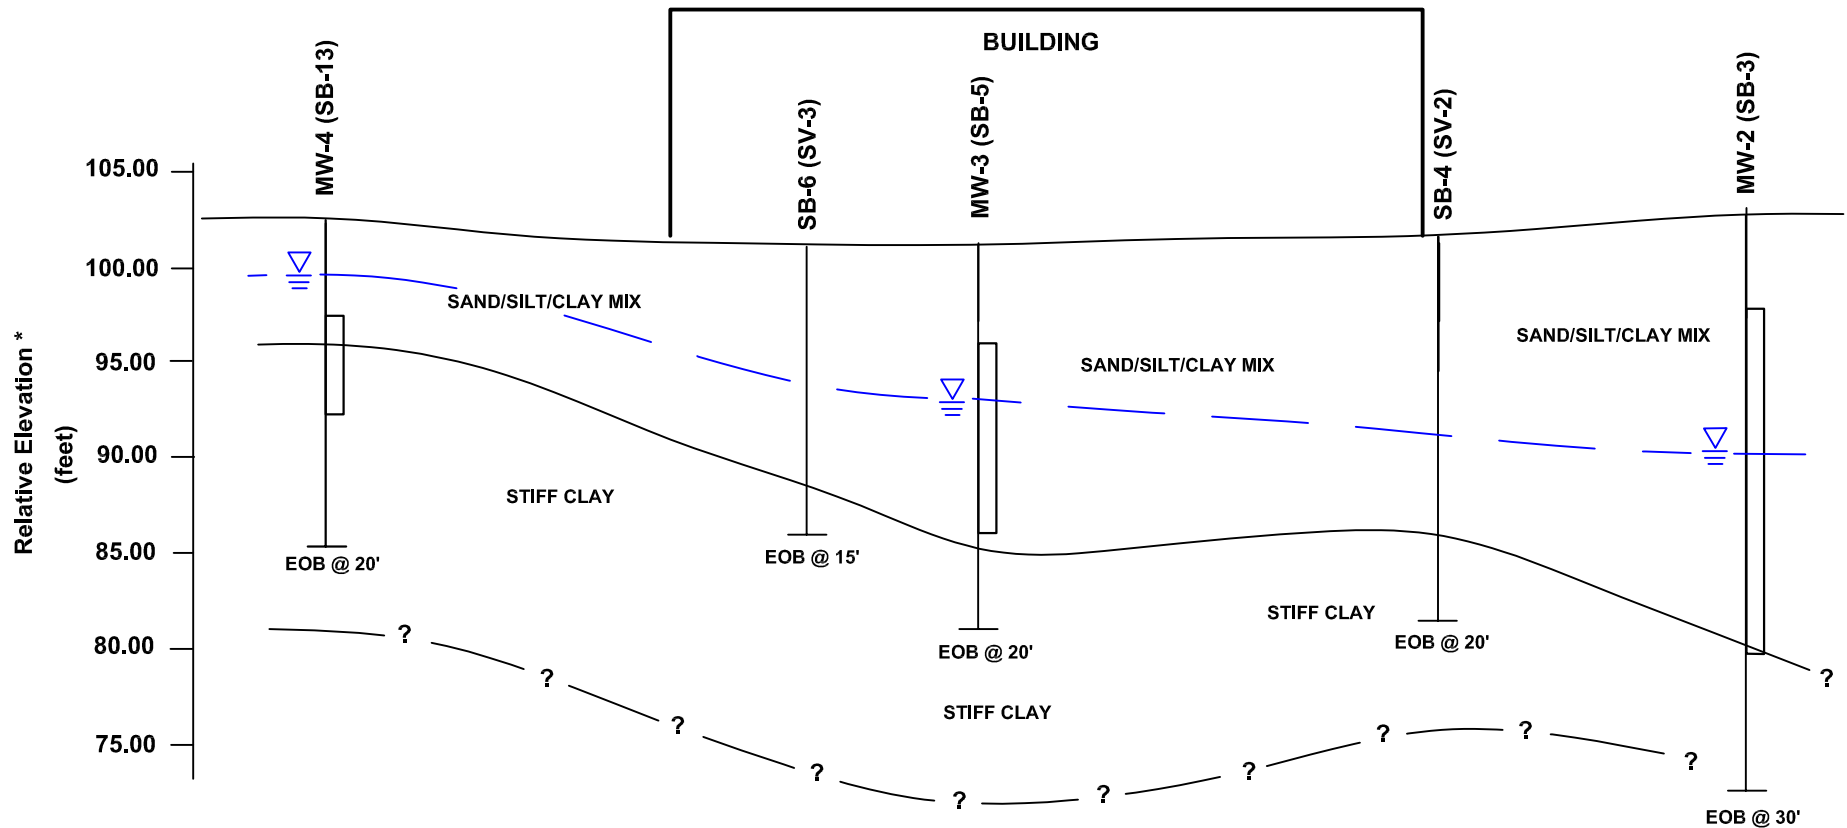 BUILDING
MW-4 (SB-13)
SB-6 (SV-3)
MW-3 (SB-5)
SB-4 (SV-2)
MW-2 (SB-3)
105.00
100.00
95.00
90.00
85.00
80.00
75.00
Relative Elevation *
(feet)
SAND/SILT/CLAY MIX
SAND/SILT/CLAY MIX
SAND/SILT/CLAY MIX
STIFF CLAY
EOB @ 20'
EOB @ 15'
STIFF CLAY
EOB @ 20'
EOB @ 20'
STIFF CLAY
EOB @ 30'
? ? ? ? ? ? ? ? ? ?
?